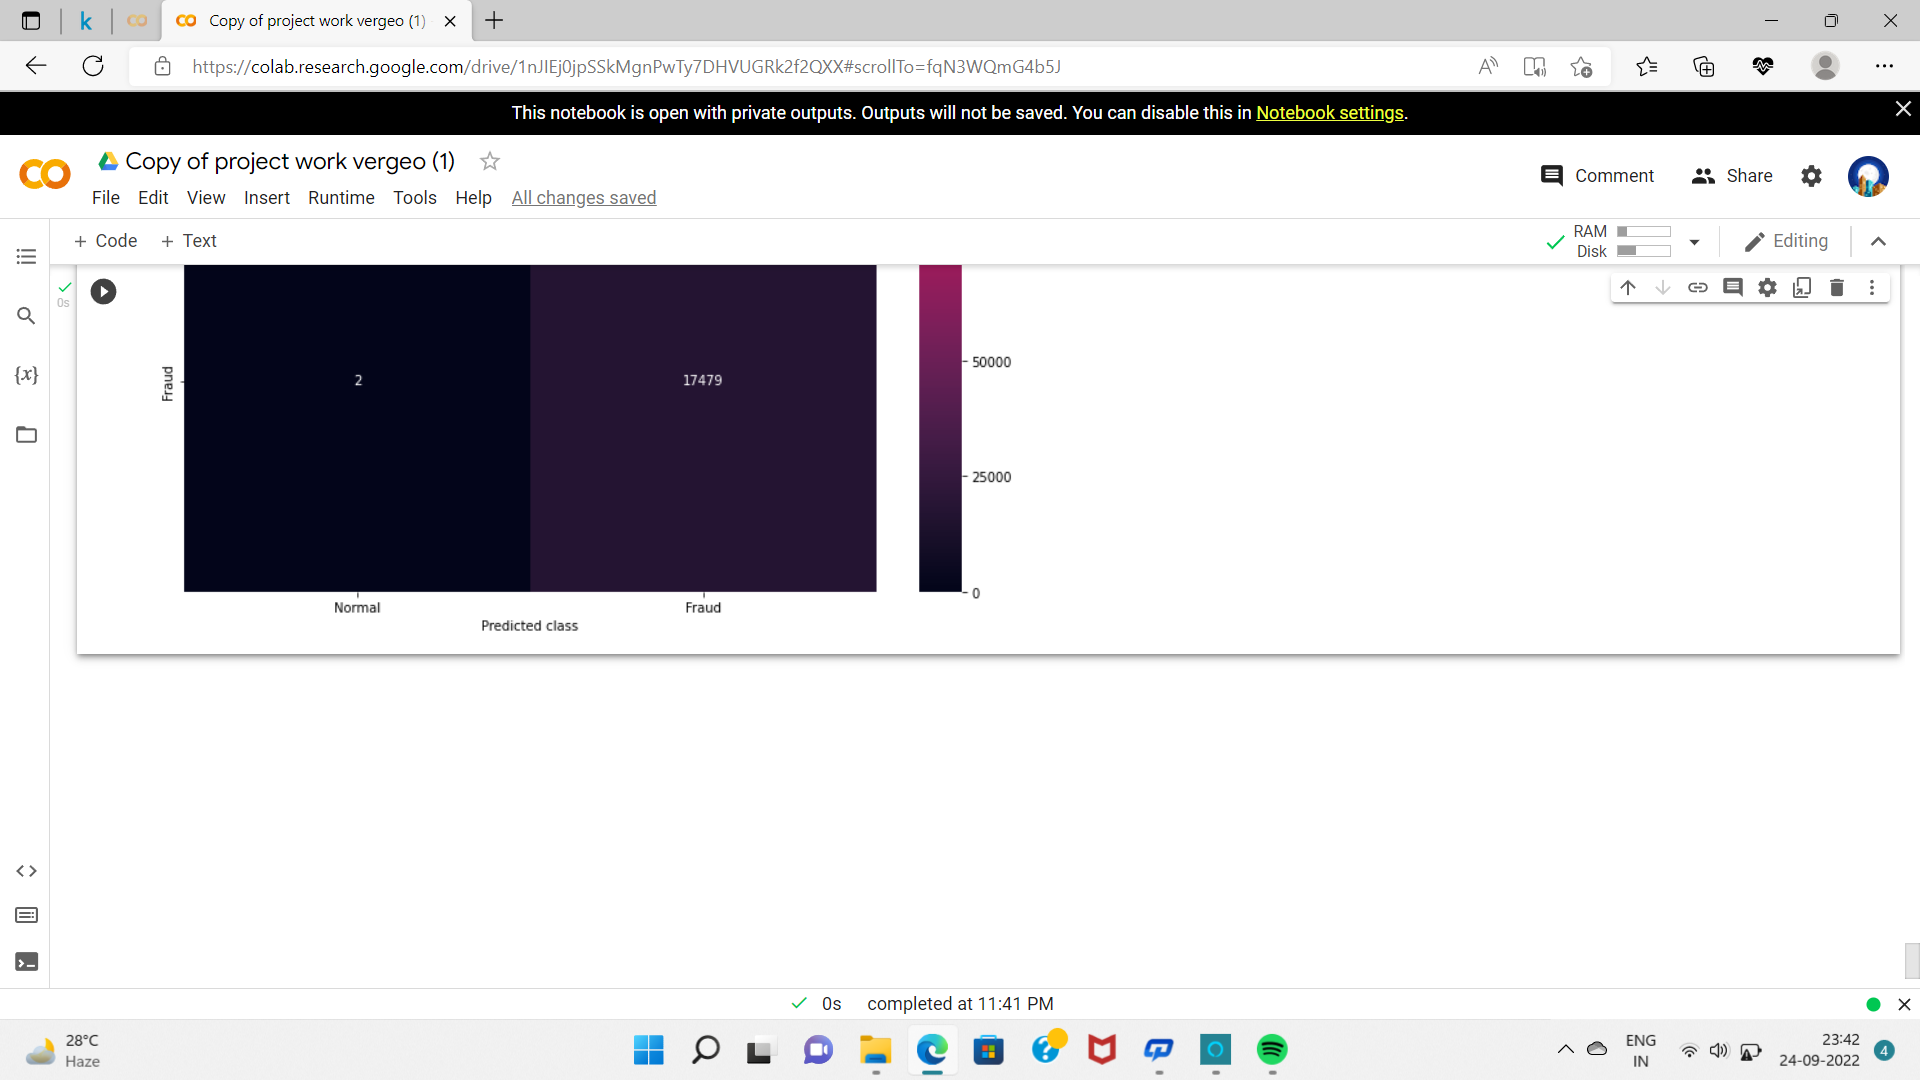 Copy of project work vergeo (1)
https://colab.research.google.com/drive/1nJIEj0jpSSkMgnPwTy7DHVUGRk2f2QXX#scrollTo=fqN3WQmG4b5J
This notebook is open with private outputs. Outputs will not be saved. You can disable this in Notebook settings.
Copy of project work vergeo (1)
File Edit View Insert Runtime Tools Help All changes saved
Comment Share
+ Code + Text
RAM
Disk
Editing
0s
Fraud
2
17479
50000
25000
0
Normal
Fraud
Predicted class
{x}
0s completed at 11:41 PM
28°C
Haze
ENG
IN
23:42
24-09-2022
4